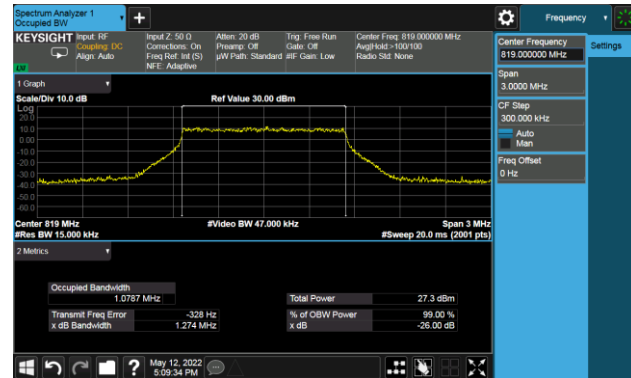 Spectrum Analyzer 1
Occupied BW
+
Frequency
KEYSIGHT
Input: RF
Coupling: DC
Align: Auto
Input Z: 50 Ω
Corrections: On
Freq Ref: Int (S)
NFE: Adaptive
Atten: 20 dB
Preamp: Off
µW Path: Standard
Trig: Free Run
Gate: Off
#IF Gain: Low
Center Freq: 819.000000 MHz
Avg|Hold:>100/100
Radio Std: None
Center Frequency
819.000000 MHz
Settings
Span
3.0000 MHz
CF Step
300.000 kHz
Auto
Man
Freq Offset
0 Hz
1 Graph
Scale/Div 10.0 dB
Ref Value 30.00 dBm
Log
20.0
10.0
0.00
-10.0
-20.0
-30.0
-40.0
-50.0
-60.0
Center 819 MHz
#Video BW 47.000 kHz
Span 3 MHz
#Res BW 15.000 kHz
#Sweep 20.0 ms (2001 pts)
2 Metrics
Occupied Bandwidth
1.0787 MHz
Total Power
27.3 dBm
Transmit Freq Error
-328 Hz
% of OBW Power
99.00 %
x dB Bandwidth
1.274 MHz
x dB
-26.00 dB
?
May 12, 2022
5:09:34 PM